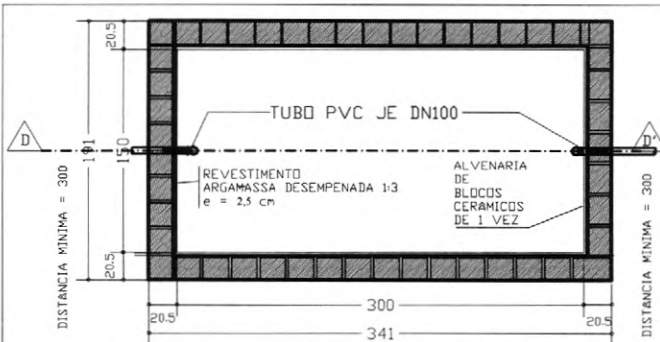 20.5
TUBO PVC JE DN100
D
D'
191
150
REVESTIMENTO
ARGAMASSA DESEMPENADA 1:3
e = 2,5 cm
ALVENARIA
DE
BLOCOS
CERAMICOS
DE 1 VEZ
DISTANCIA MINIMA = 300
DISTANCIA MINIMA = 300
20.5
20.5
300
20.5
341